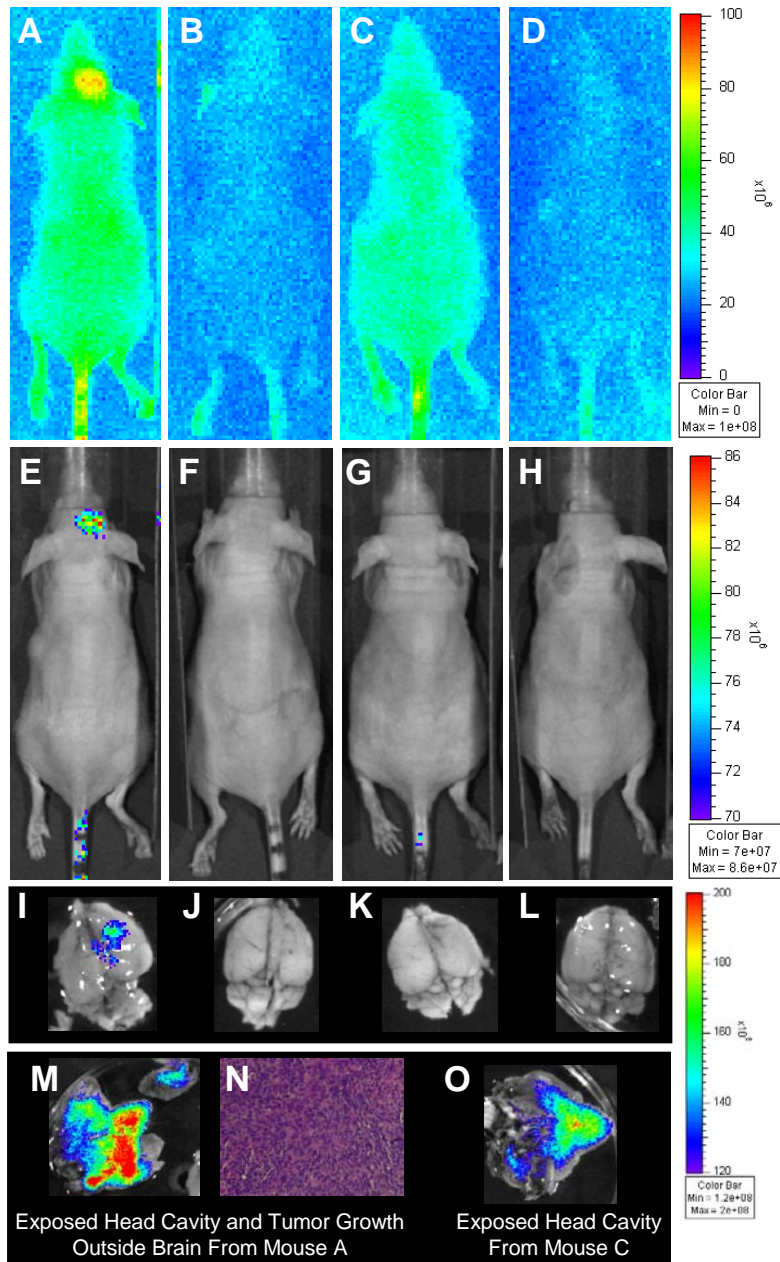 A B C D
100
80
60
40
20
0
x10^6
Color Bar
Min = 0
Max = 1e+08
E F G H
86
84
82
80
78
76
74
72
70
x10^6
Color Bar
Min = 7e+07
Max = 8.6e+07
I J K L
200
180
160
140
120
x10^6
Color Bar
Min = 1.2e+08
Max = 2e+08
M N O
Exposed Head Cavity and Tumor Growth
Outside Brain From Mouse A
Exposed Head Cavity
From Mouse C